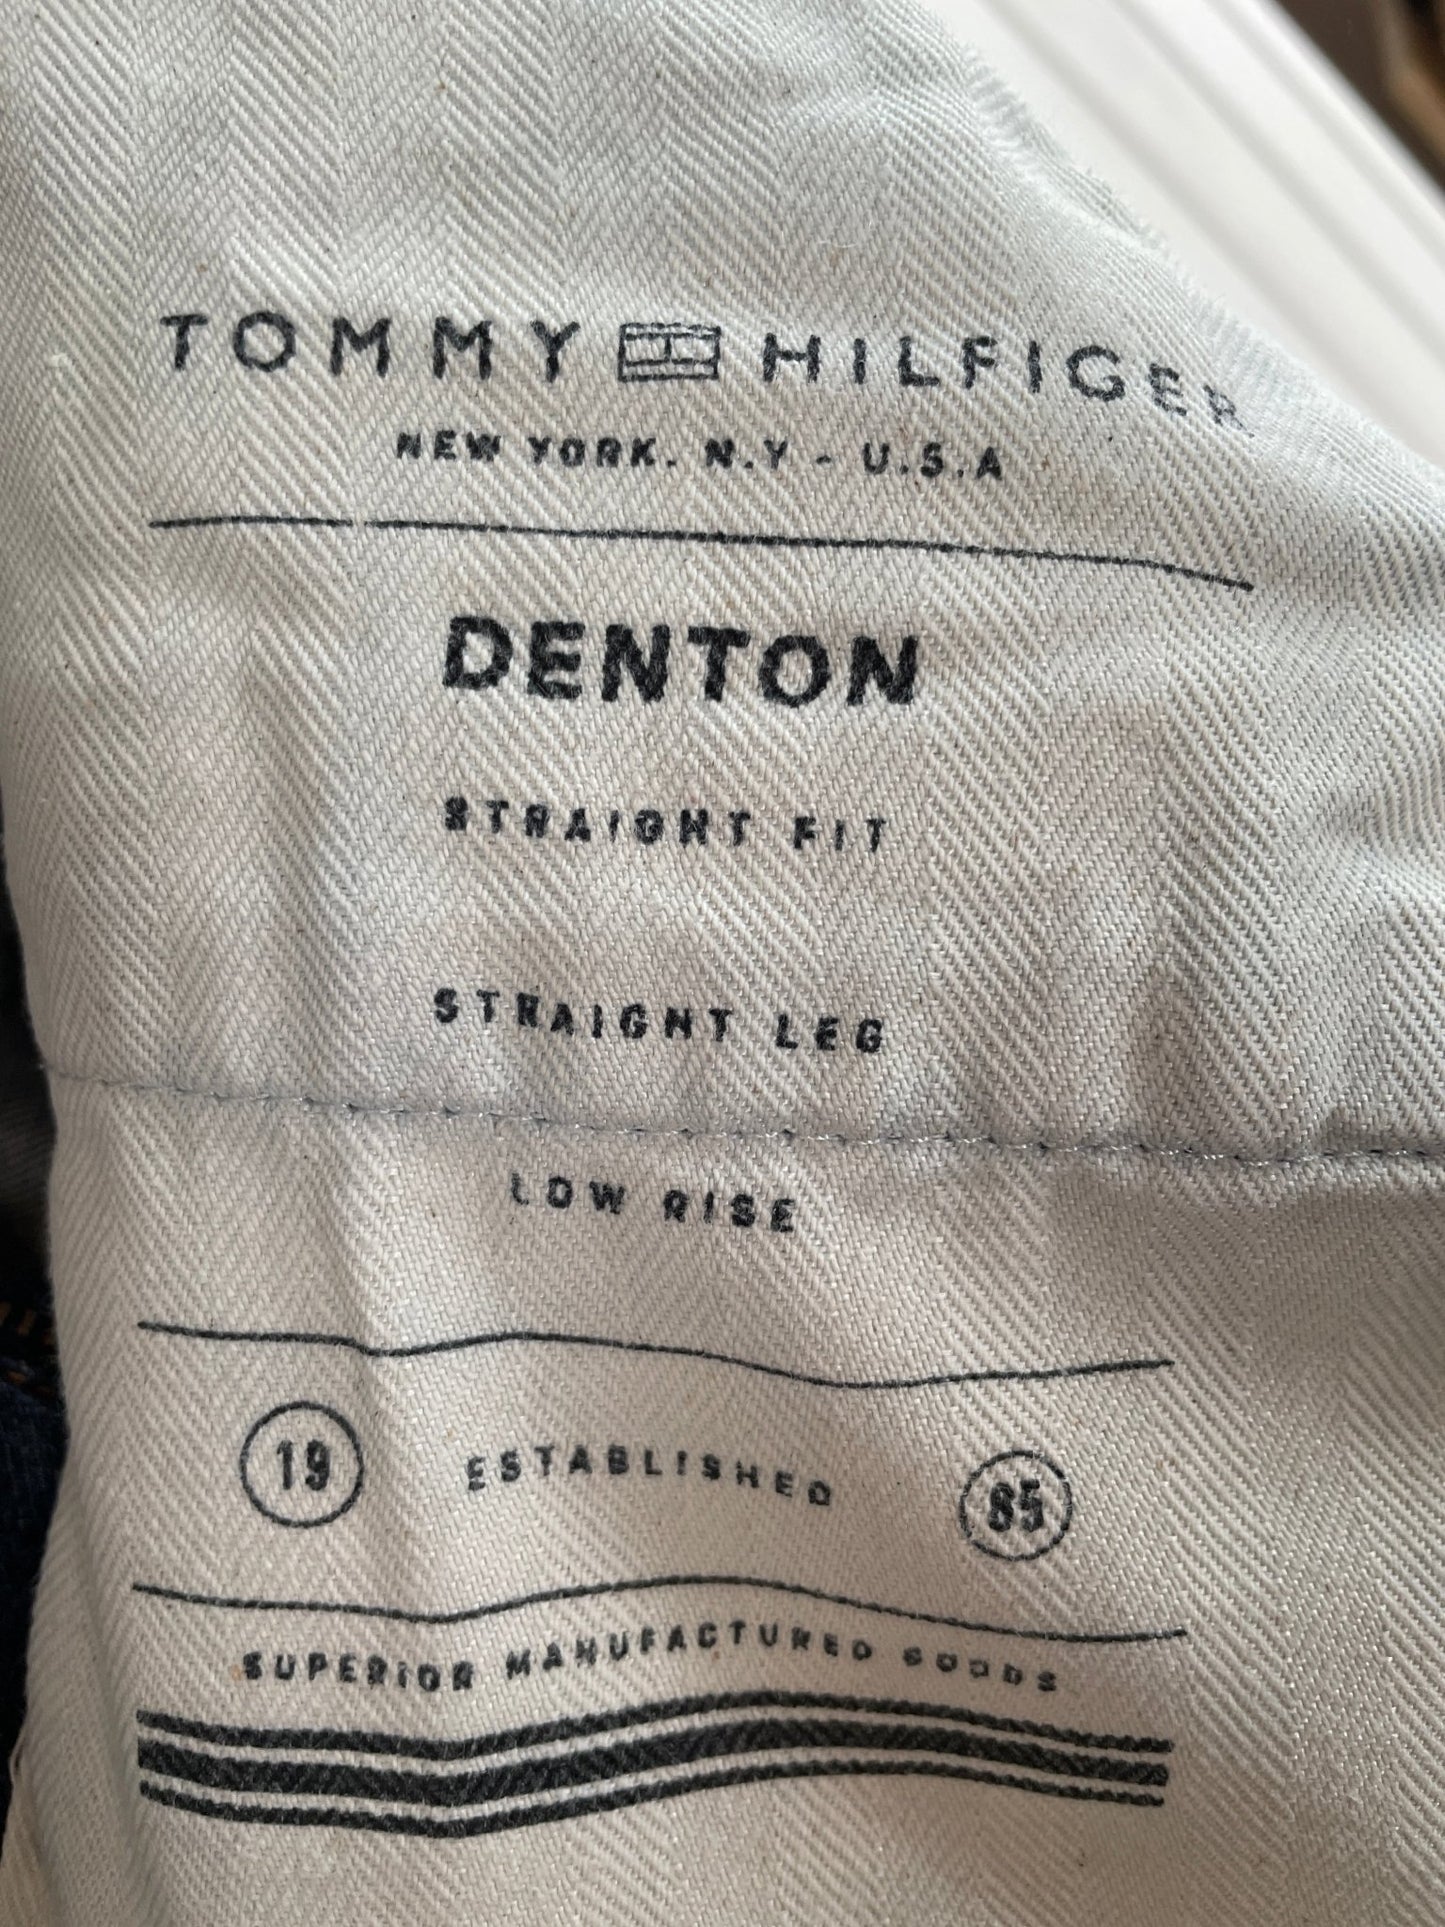 TOMMY HILFIGER
NEW YORK. N.Y - U.S.A
DENTON
STRAIGHT FIT
STRAIGHT LEG
LOW RISE
19 ESTABLISHED 85
SUPERIOR MANUFACTURED GOODS